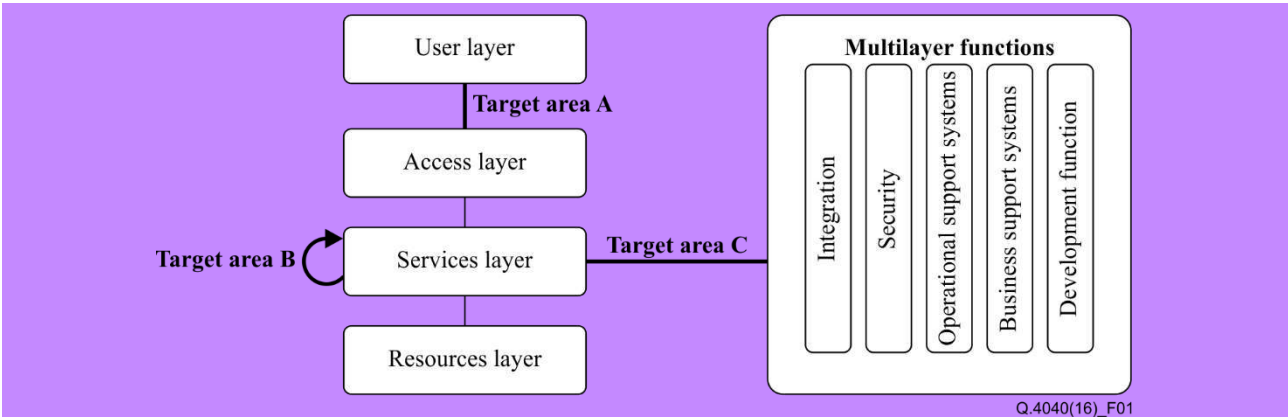 User layer
Target area A
Access layer
Target area B
Services layer
Target area C
Resources layer
Multilayer functions
Integration
Security
Operational support systems
Business support systems
Development function
Q.4040(16)_F01